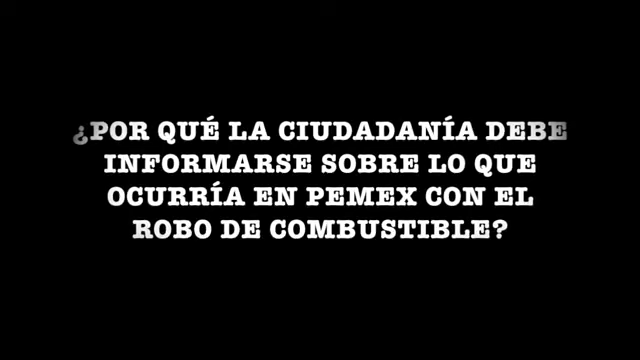 ¿POR QUÉ LA CIUDADANÍA DEBE
INFORMARSE SOBRE LO QUE
OCURRÍA EN PEMEX CON EL
ROBO DE COMBUSTIBLE?